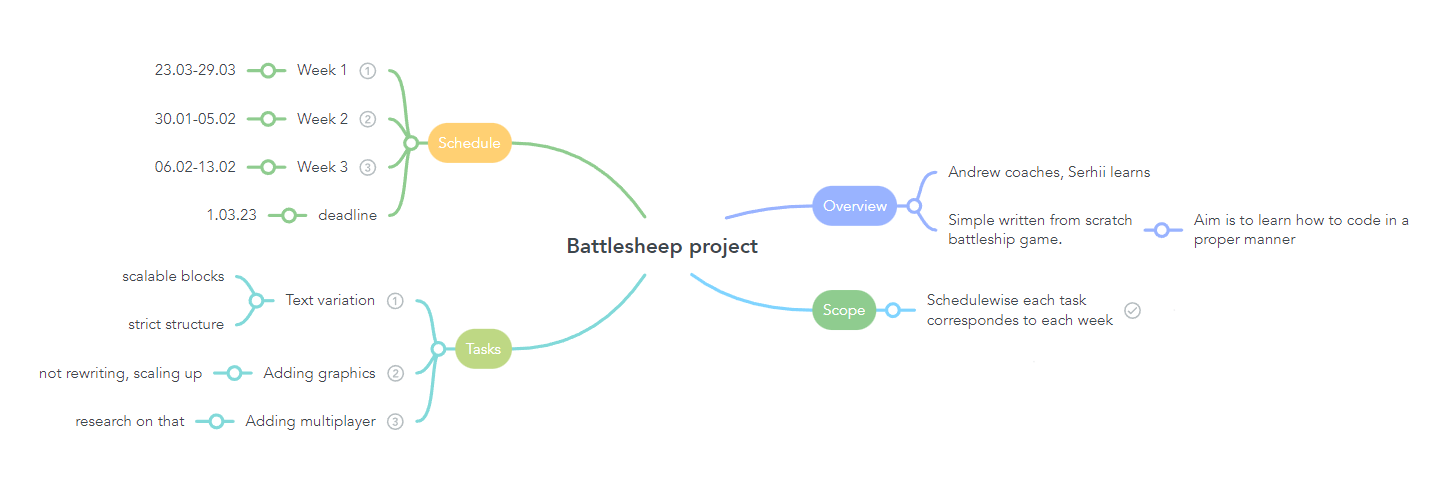 Battlesheep project
Schedule
23.03-29.03 Week 1 1
30.01-05.02 Week 2 2
06.02-13.02 Week 3 3
1.03.23 deadline
Tasks
scalable blocks
strict structure
Text variation 1
not rewriting, scaling up Adding graphics 2
research on that Adding multiplayer 3
Overview
Andrew coaches, Serhii learns
Simple written from scratch
battleship game.
Aim is to learn how to code in a
proper manner
Scope
Schedulewise each task
correspondes to each week